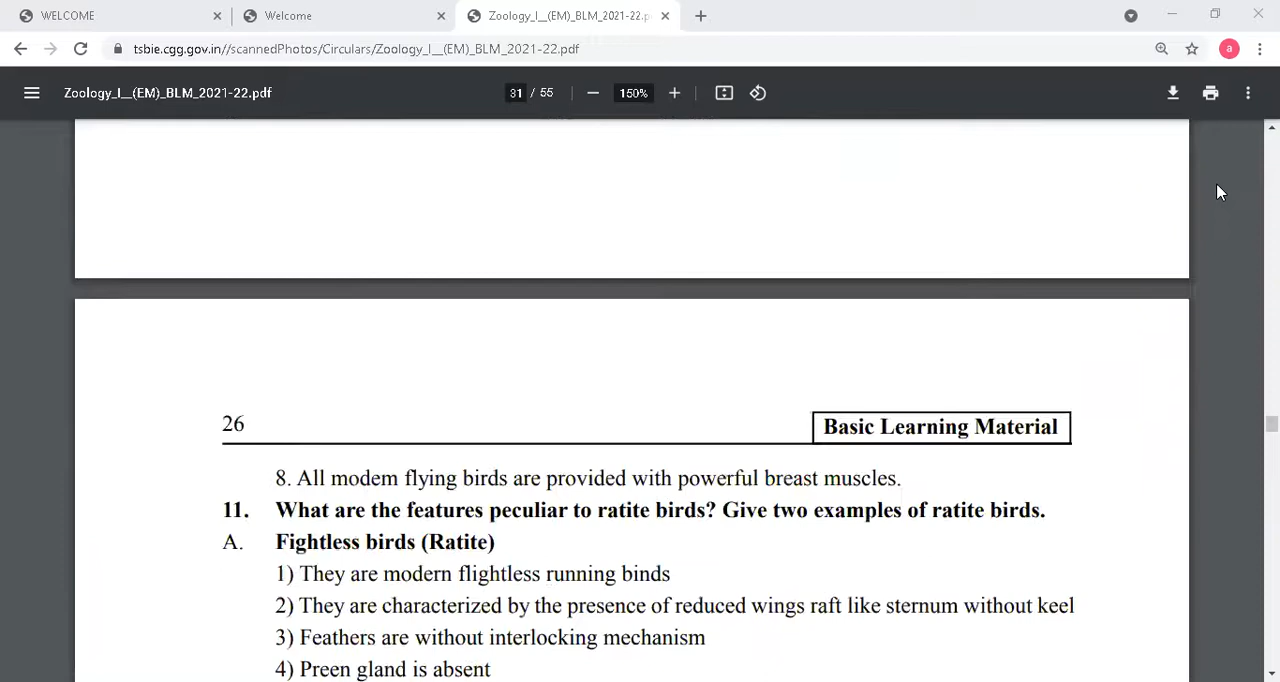 WELCOME
Welcome
Zoology_I__(EM)_BLM_2021-22.p
tsbie.cgg.gov.in//scannedPhotos/Circulars/Zoology_I__(EM)_BLM_2021-22.pdf
a
Zoology_I__(EM)_BLM_2021-22.pdf
31 / 55
150%
26
Basic Learning Material
8. All modem flying birds are provided with powerful breast muscles.
11. What are the features peculiar to ratite birds? Give two examples of ratite birds.
A. Fightless birds (Ratite)
1) They are modern flightless running binds
2) They are characterized by the presence of reduced wings raft like sternum without keel
3) Feathers are without interlocking mechanism
4) Preen gland is absent